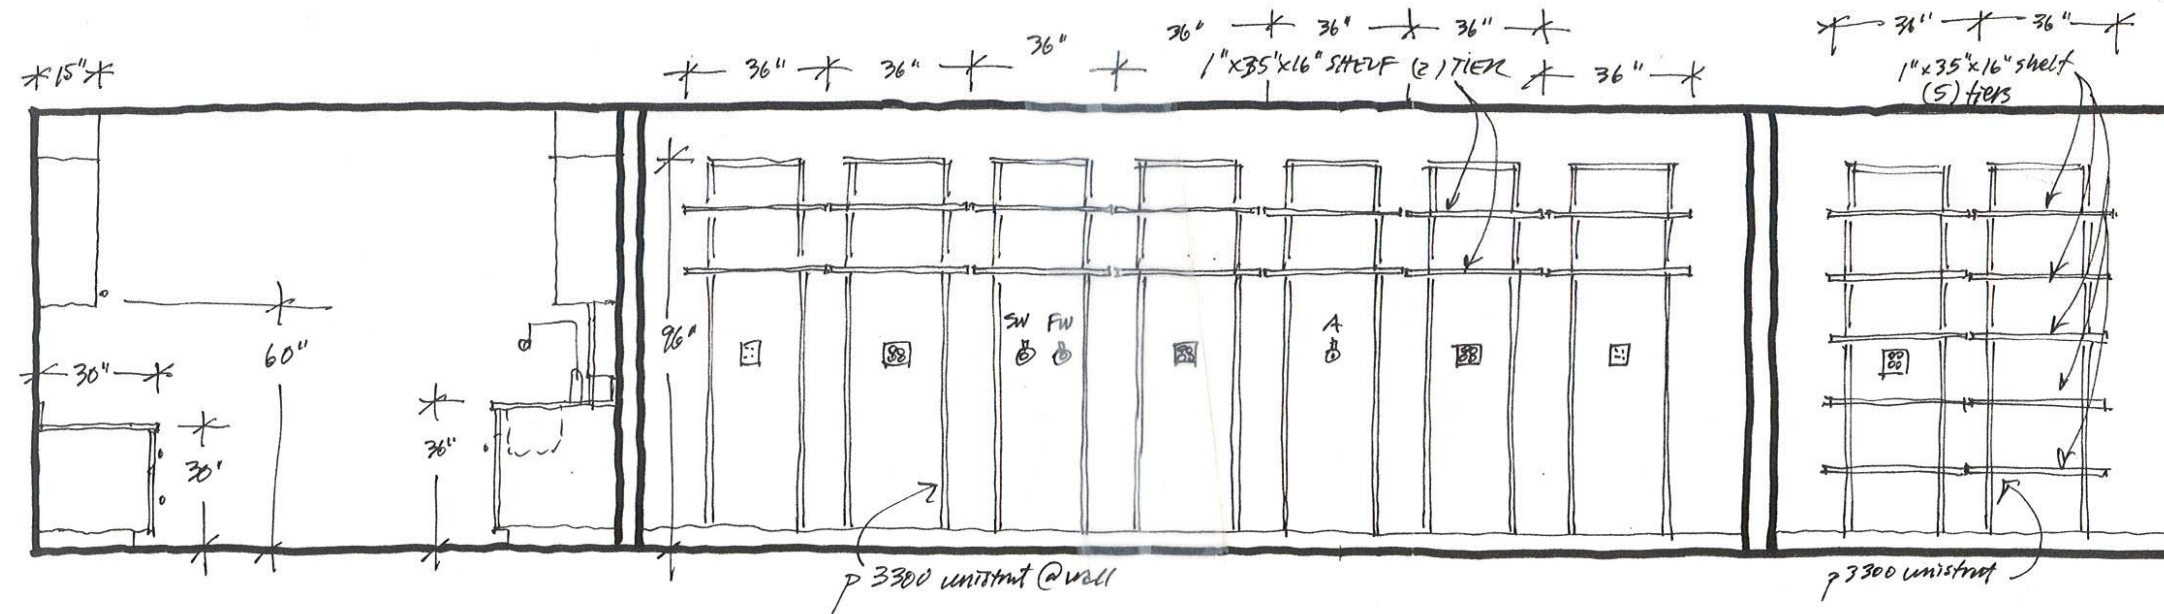 15"
36"
36"
36"
36"
36"
36"
1"x35"x16" SHELF (2) TIER
36"
36"
36"
1"x35"x16" shelf
(5) tiers
60"
30"
30"
36"
96"
SW FW
A
p 3300 unistrut @ wall
p 3300 unistrut